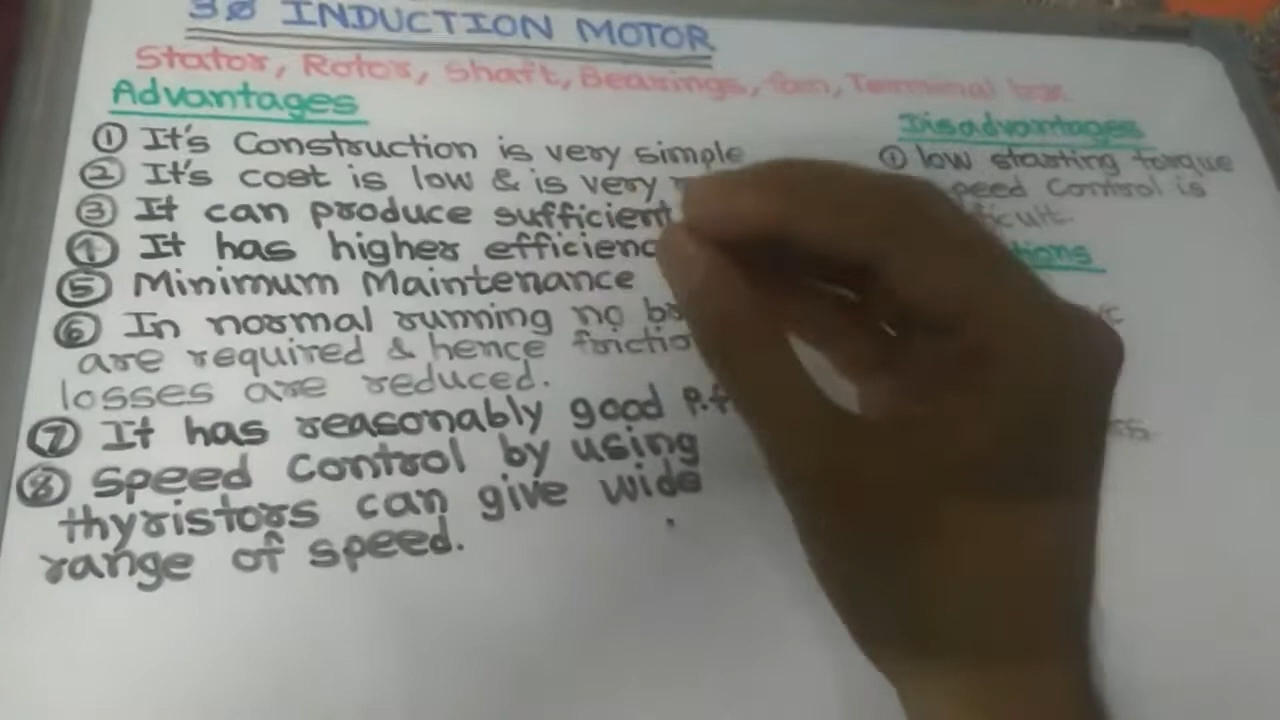 3Ø INDUCTION MOTOR
Stator, Rotor, Shaft, Bearings, fan, Terminal box
Advantages
① It's Construction is very simple
② It's cost is low & is very
③ It can produce sufficient
④ It has higher efficienc
⑤ Minimum Maintenance
⑥ In normal running no b
are required & hence frictio
losses are reduced.
⑦ It has reasonably good P.f
⑧ Speed Control by using
thyristors can give wide
range of speed.
Disadvantages
① low starting torque
peed Control is
icult.
tions